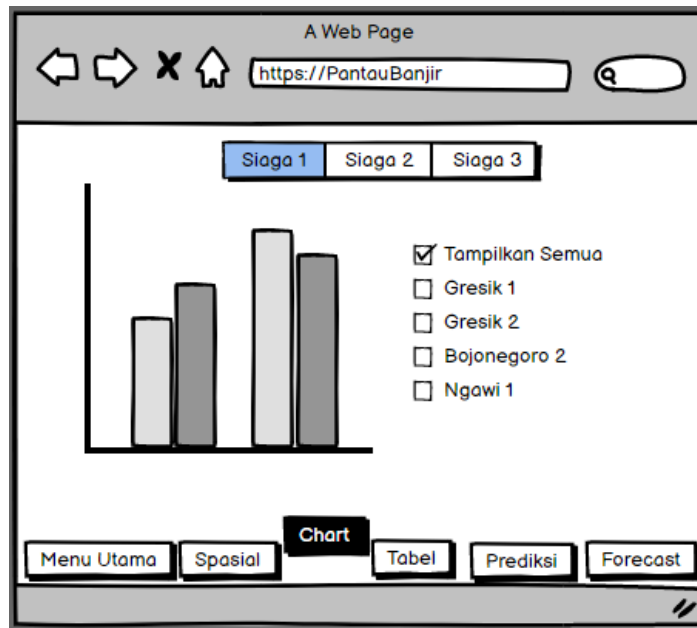 A Web Page
https://PantauBanjir
Siaga 1 Siaga 2 Siaga 3
Tampilkan Semua
Gresik 1
Gresik 2
Bojonegoro 2
Ngawi 1
Menu Utama Spasial Chart Tabel Prediksi Forecast